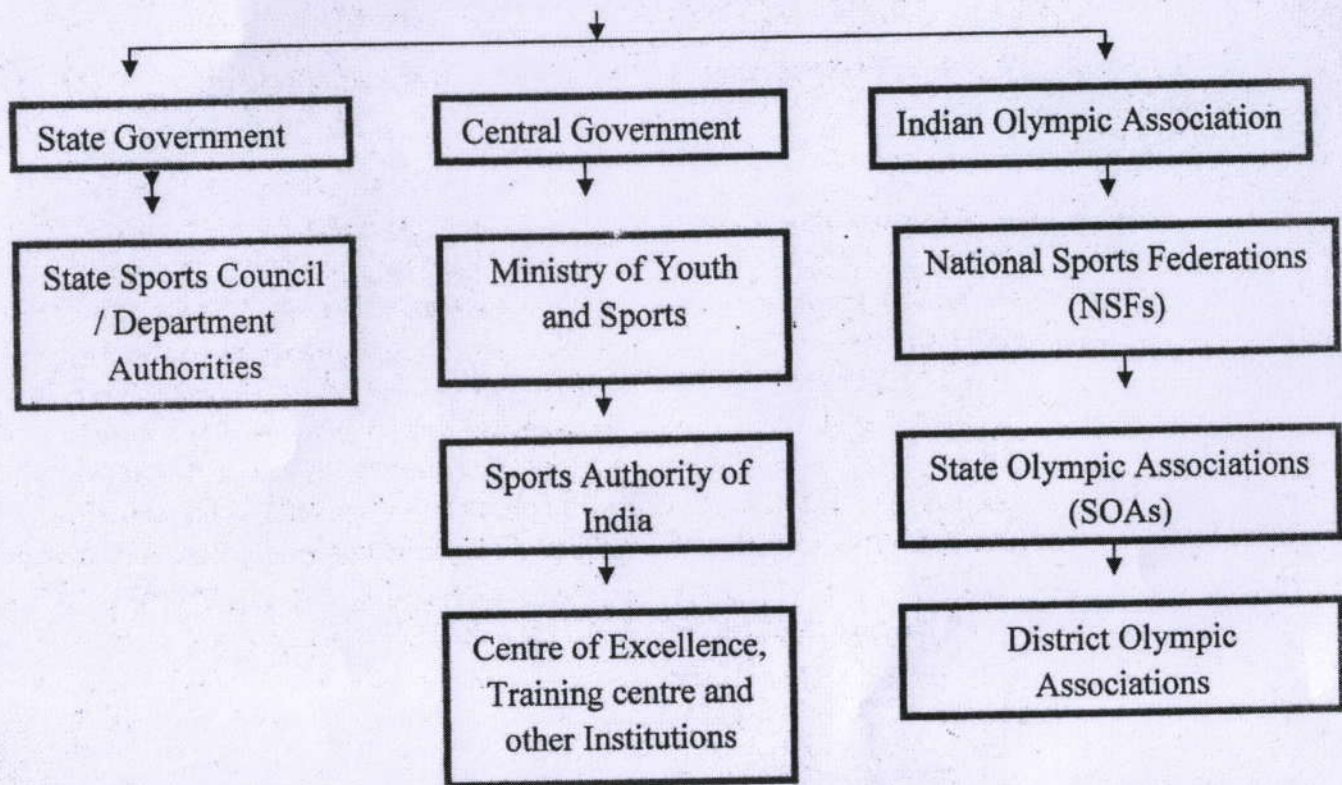 State Government
Central Government
Indian Olympic Association
State Sports Council
/ Department
Authorities
Ministry of Youth
and Sports
National Sports Federations
(NSFs)
Sports Authority of
India
State Olympic Associations
(SOAs)
Centre of Excellence,
Training centre and
other Institutions
District Olympic
Associations